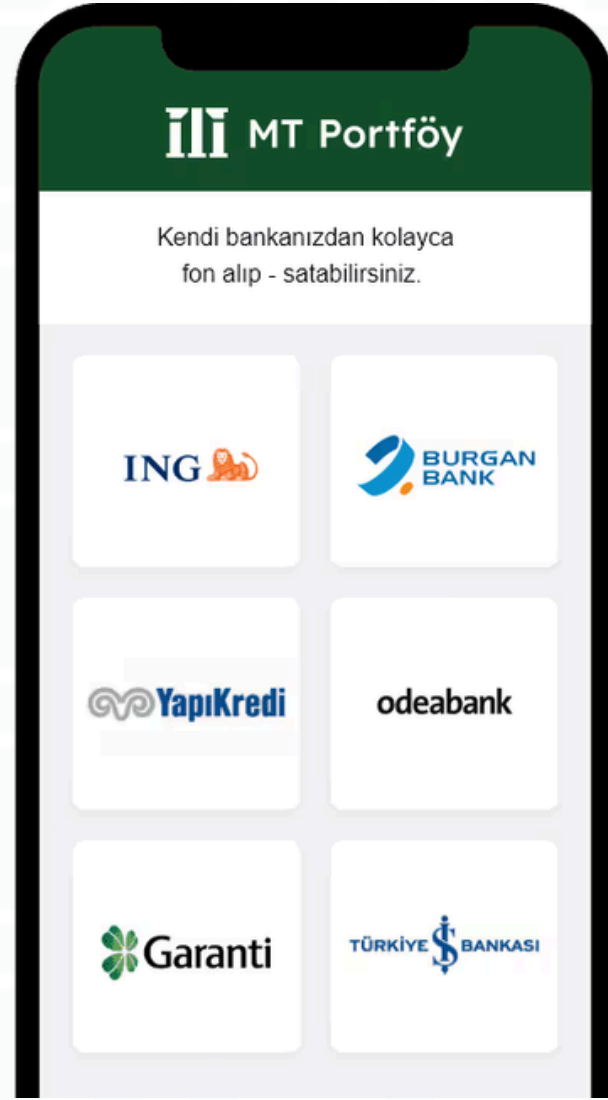 MT Portföy
Kendi bankanızdan kolayca
fon alıp - satabilirsiniz.
ING
BURGAN
BANK
YapıKredi
odeabank
Garanti
TÜRKİYE İŞ BANKASI